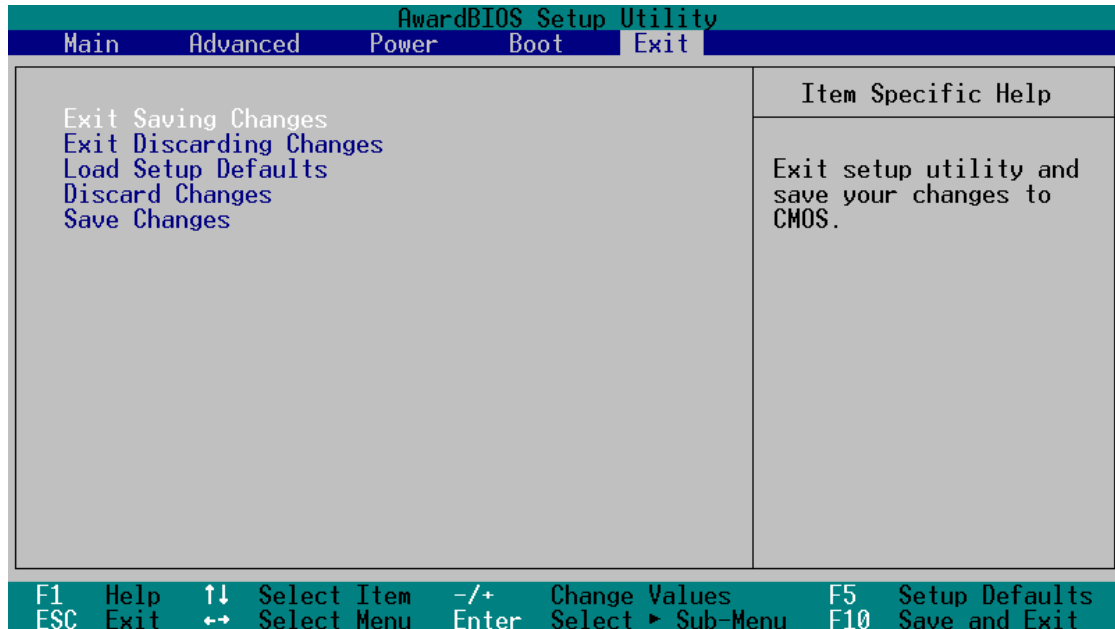 AwardBIOS Setup Utility
Main Advanced Power Boot Exit
Exit Saving Changes
Exit Discarding Changes
Load Setup Defaults
Discard Changes
Save Changes
Item Specific Help
Exit setup utility and
save your changes to
CMOS.
F1 Help ↑↓ Select Item -/+ Change Values F5 Setup Defaults
ESC Exit ←→ Select Menu Enter Select ► Sub-Menu F10 Save and Exit